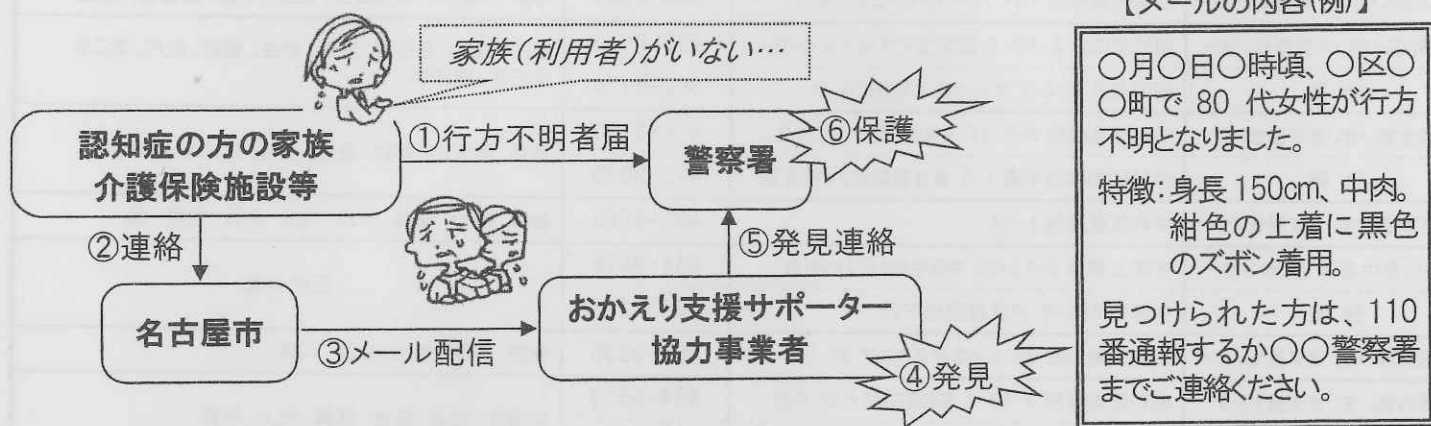 【メールの内容(例)】
家族(利用者)がいない…
認知症の方の家族
介護保険施設等
①行方不明者届
警察署
⑥保護
②連絡
⑤発見連絡
名古屋市
③メール配信
おかえり支援サポーター
協力事業者
④発見
○月○日○時頃、○区○
○町で 80 代女性が行方
不明となりました。
特徴:身長 150cm、中肉。
紺色の上着に黒色
のズボン着用。
見つけられた方は、110
番通報するか○○警察署
までご連絡ください。